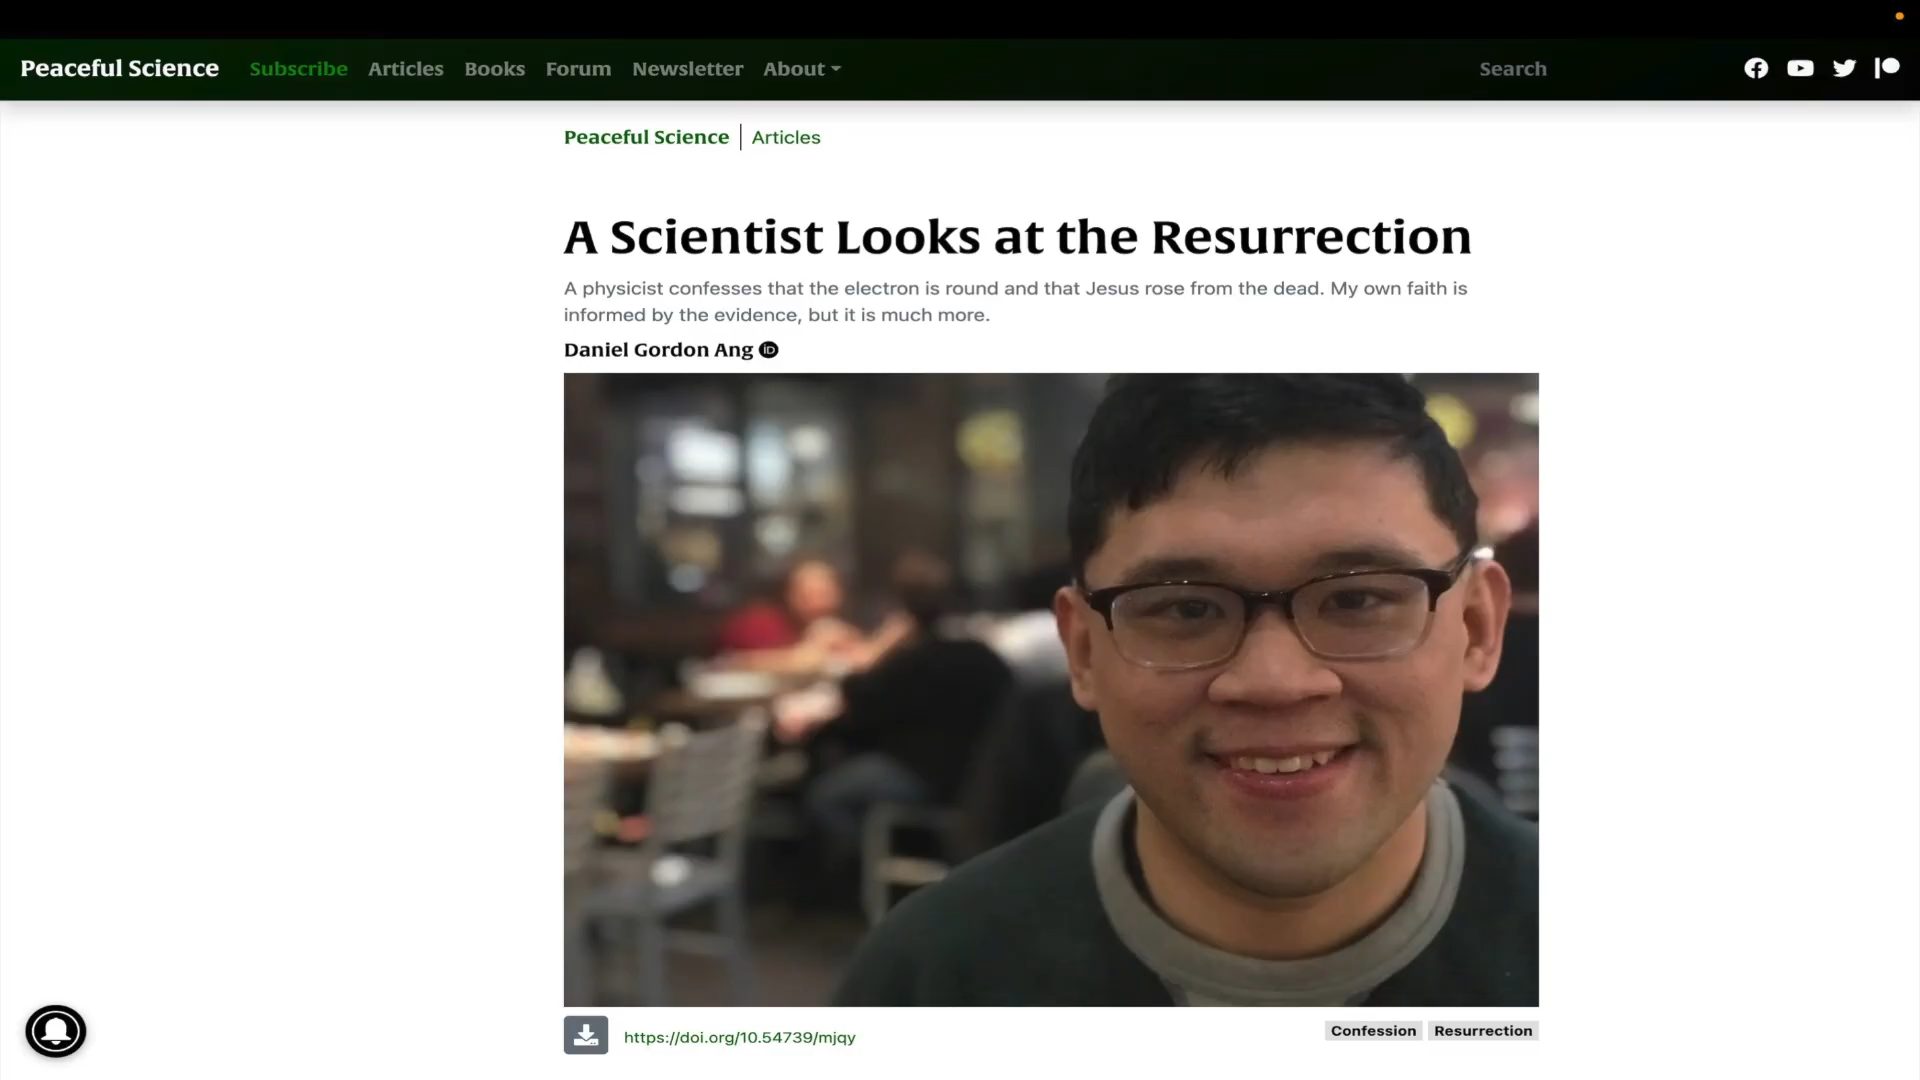 Peaceful Science Subscribe Articles Books Forum Newsletter About Search
Peaceful Science | Articles
A Scientist Looks at the Resurrection
A physicist confesses that the electron is round and that Jesus rose from the dead. My own faith is
informed by the evidence, but it is much more.
Daniel Gordon Ang iD
https://doi.org/10.54739/mjqy Confession Resurrection